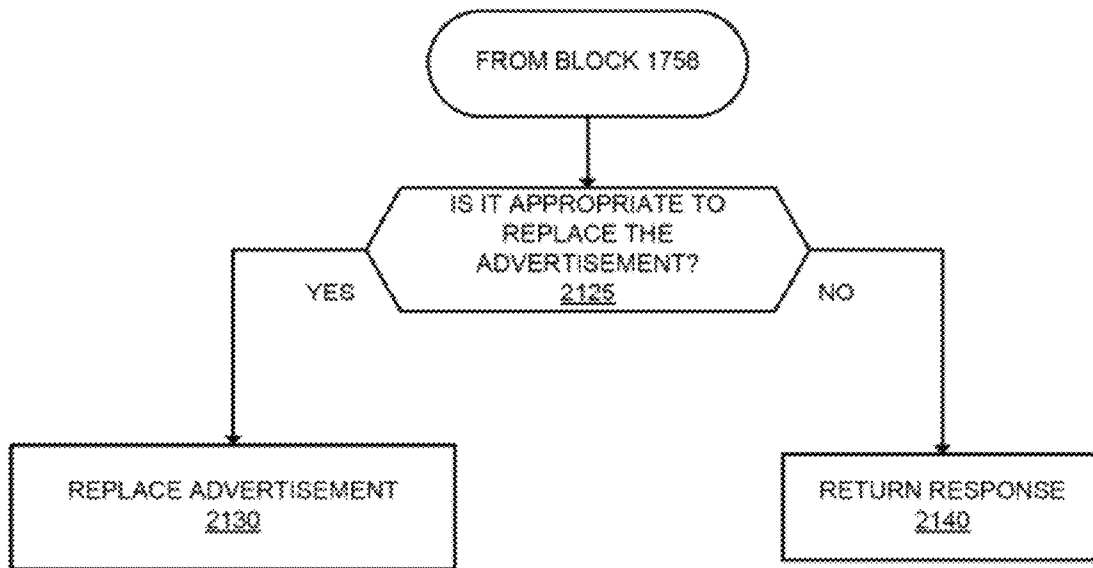 FROM BLOCK 1758
IS IT APPROPRIATE TO
REPLACE THE
ADVERTISEMENT?
2125
YES
NO
REPLACE ADVERTISEMENT
2130
RETURN RESPONSE
2140